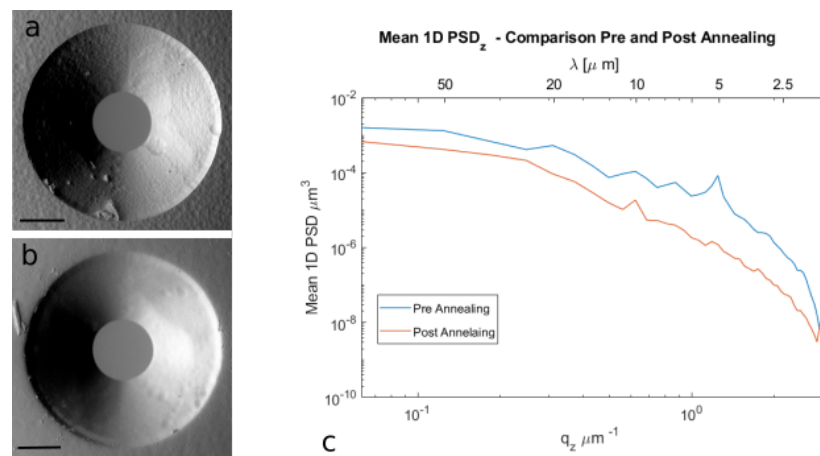 a
b
c
Mean 1D PSD_z - Comparison Pre and Post Annealing
λ [μ m]
50 20 10 5 2.5
10^-2
10^-4
10^-6
10^-8
10^-10
Mean 1D PSD μm^3
Pre Annealing
Post Annelaing
10^-1 10^0
q_z μm^-1